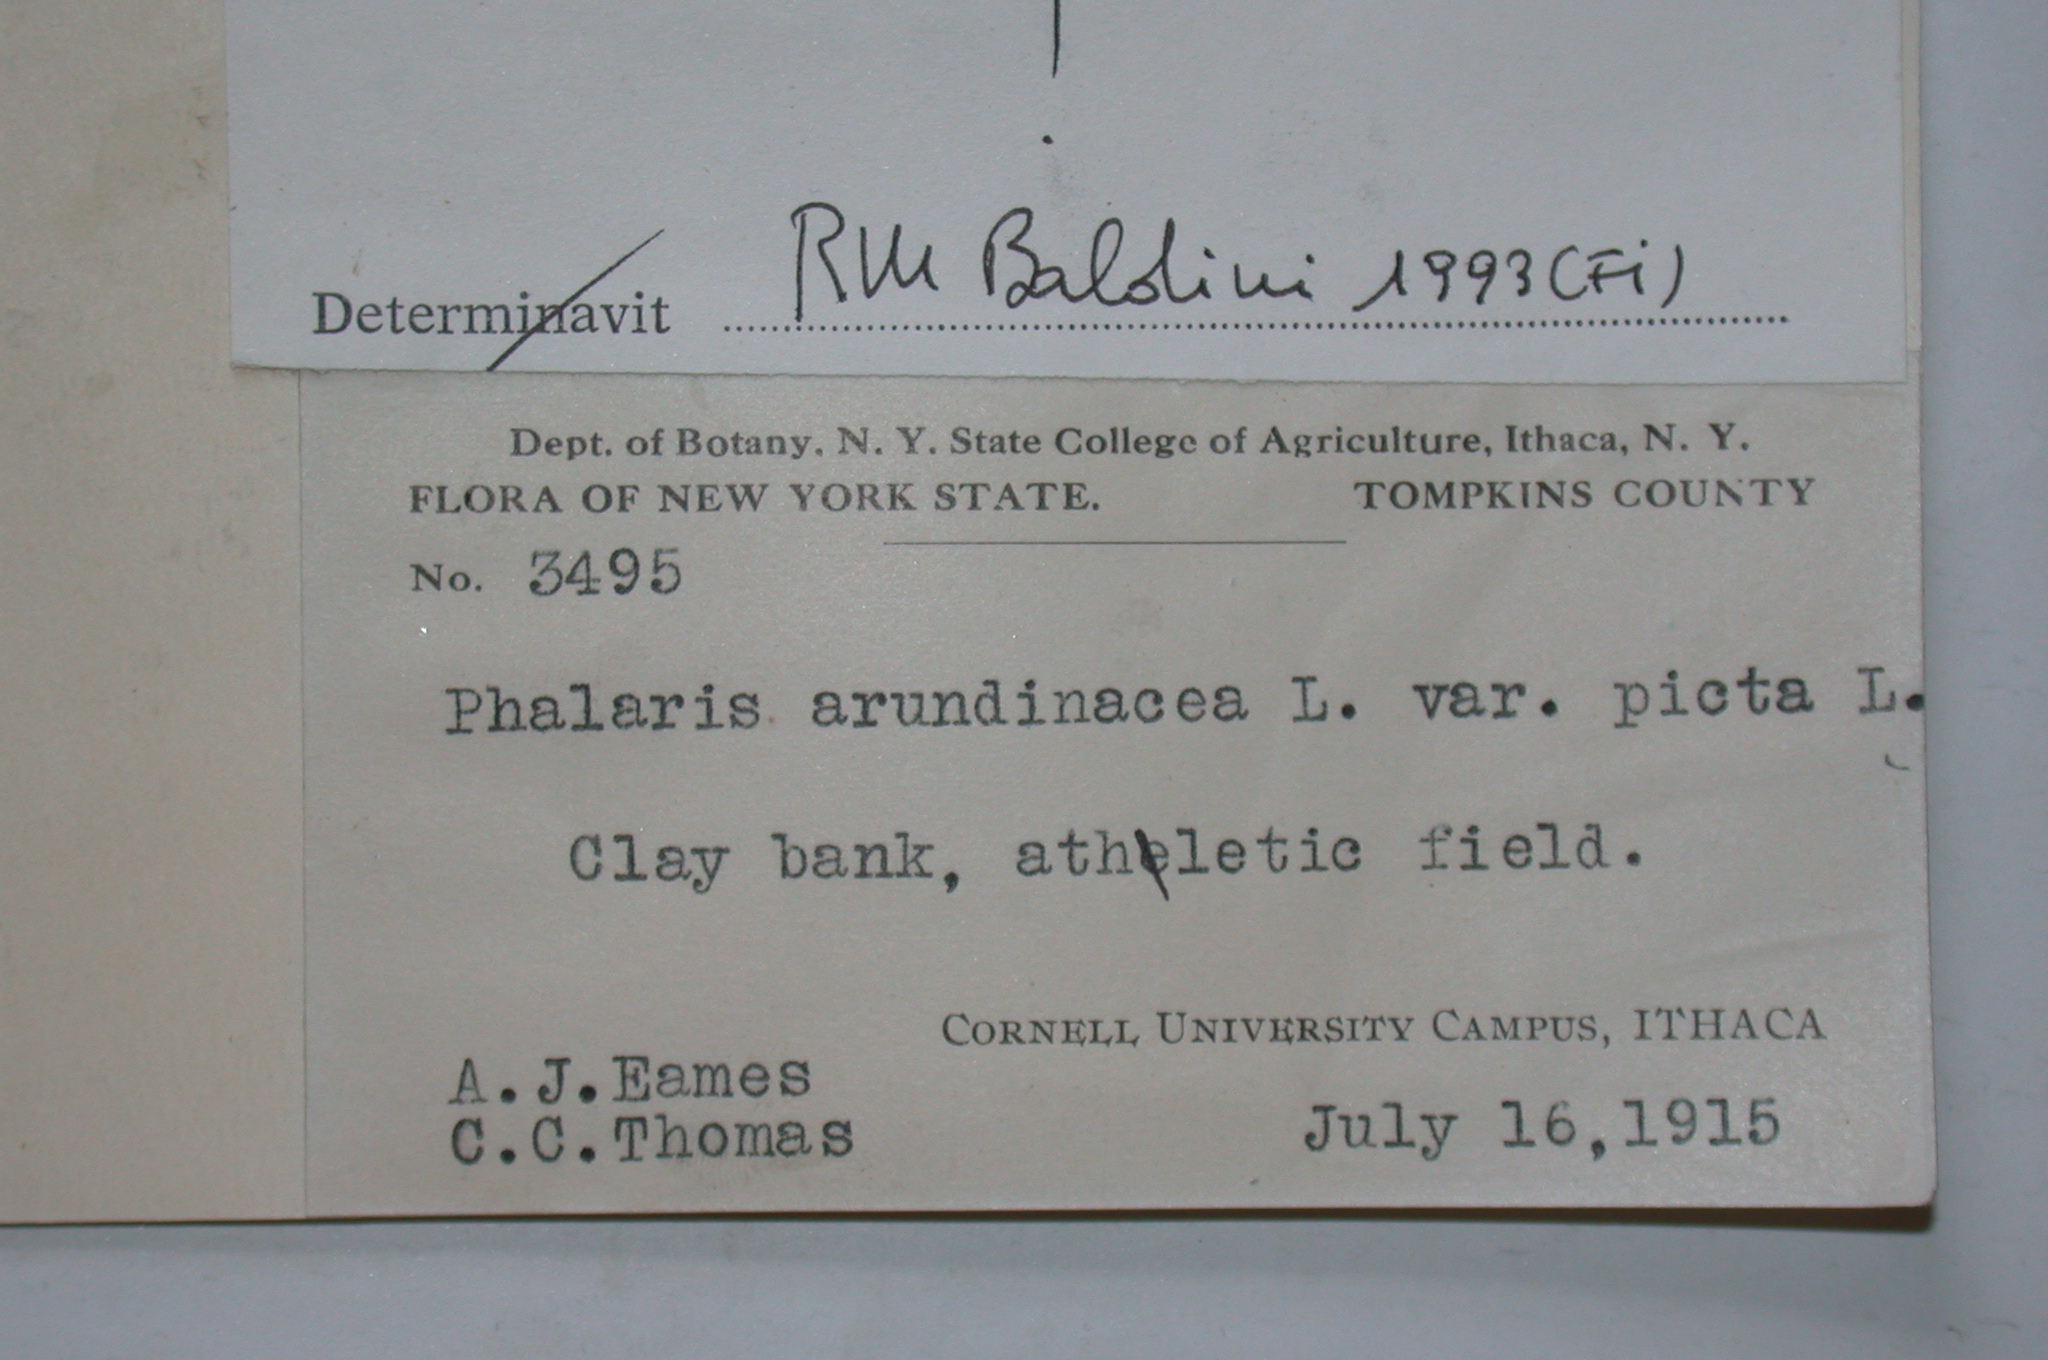 Determinavit RM Baldini 1993 (FI)
Dept. of Botany, N. Y. State College of Agriculture, Ithaca, N. Y.
FLORA OF NEW YORK STATE. TOMPKINS COUNTY
No. 3495
Phalaris arundinacea L. var. picta L.
Clay bank, athletic field.
CORNELL UNIVERSITY CAMPUS, ITHACA
A.J.Eames
C.C.Thomas
July 16,1915